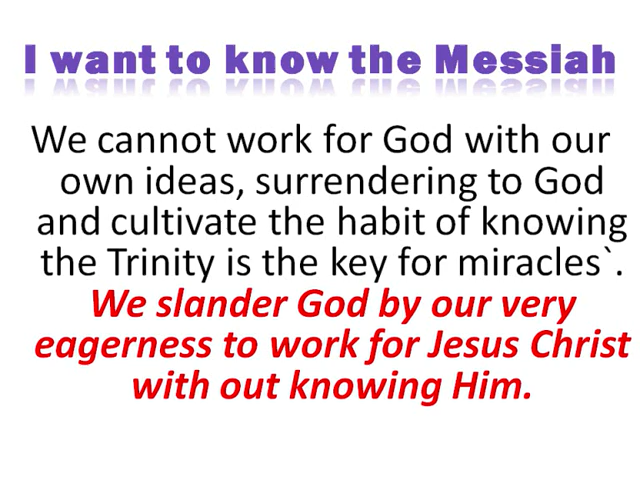 I want to know the Messiah
We cannot work for God with our
own ideas, surrendering to God
and cultivate the habit of knowing
the Trinity is the key for miracles`.
We slander God by our very
eagerness to work for Jesus Christ
with out knowing Him.